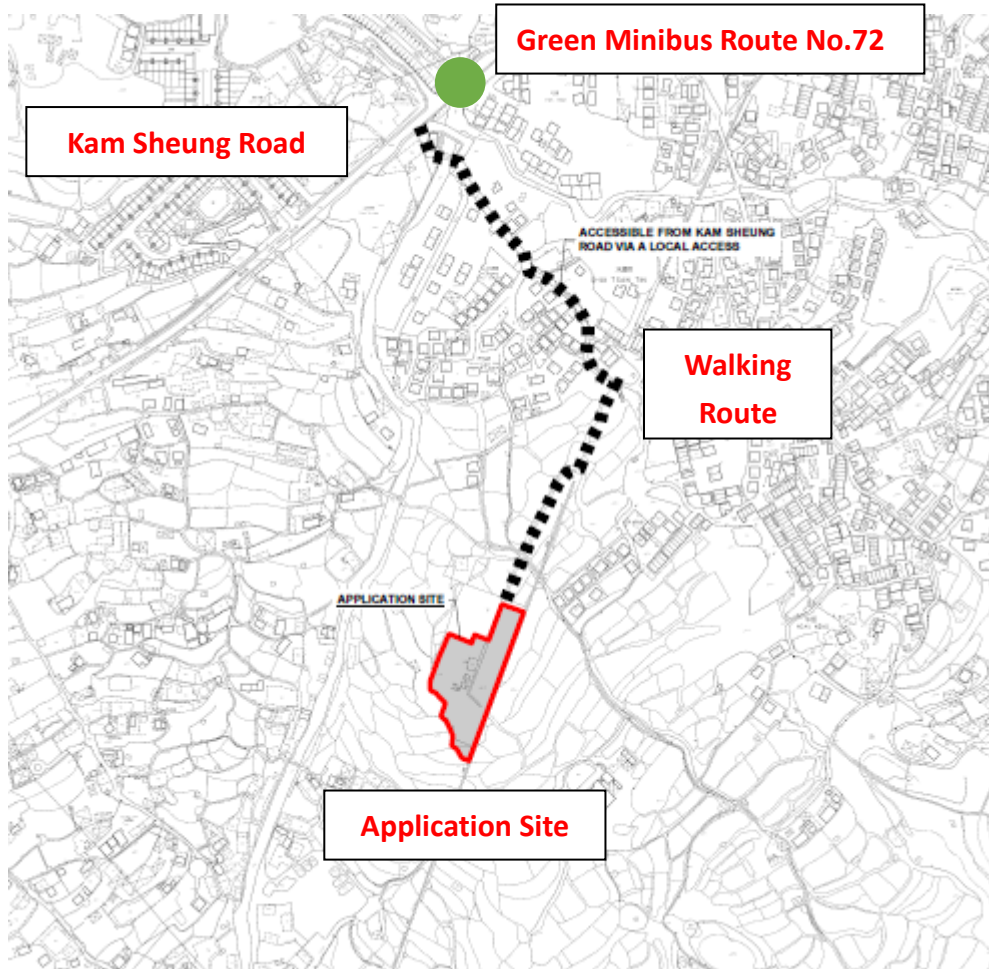 Green Minibus Route No.72
Kam Sheung Road
ACCESSIBLE FROM KAM SHEUNG
ROAD VIA A LOCAL ACCESS
Walking
Route
APPLICATION SITE
Application Site